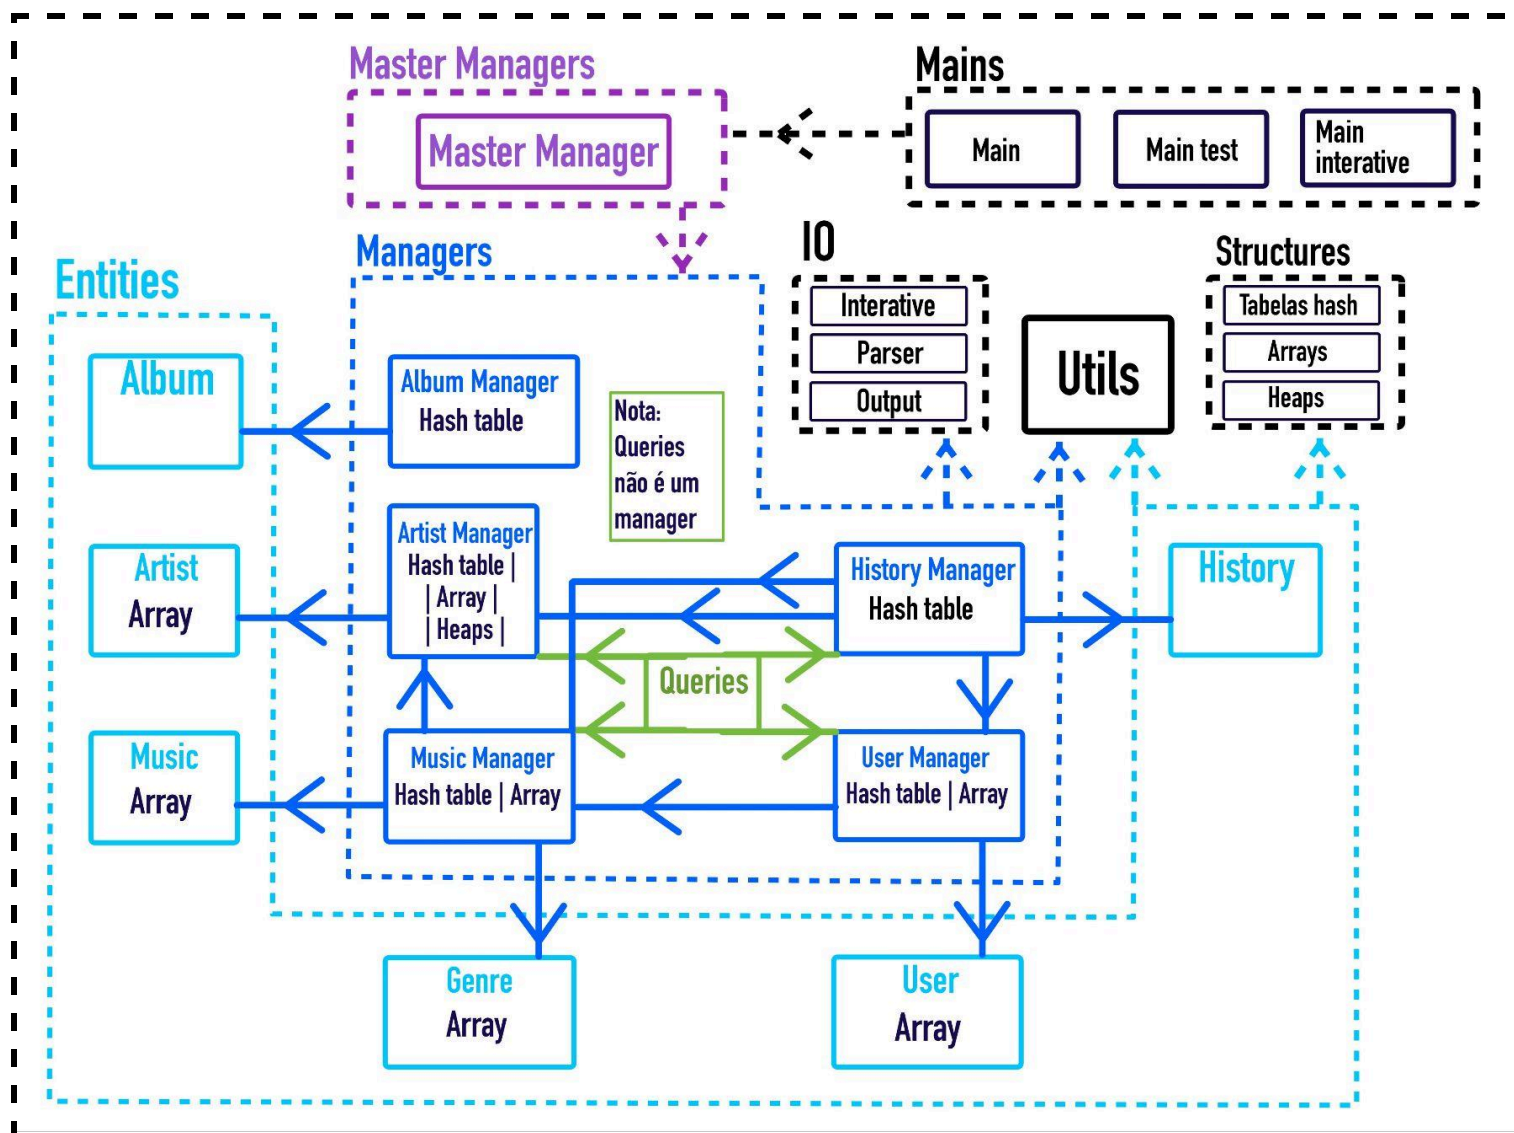 Master Managers
Master Manager
Mains
Main
Main test
Main
interative
Managers
IO
Interative
Parser
Output
Utils
Structures
Tabelas hash
Arrays
Heaps
Entities
Album
Album Manager
Hash table
Nota:
Queries
não é um
manager
Artist
Array
Artist Manager
Hash table |
| Array |
| Heaps |
History Manager
Hash table
History
Queries
Music
Array
Music Manager
Hash table | Array
User Manager
Hash table | Array
Genre
Array
User
Array